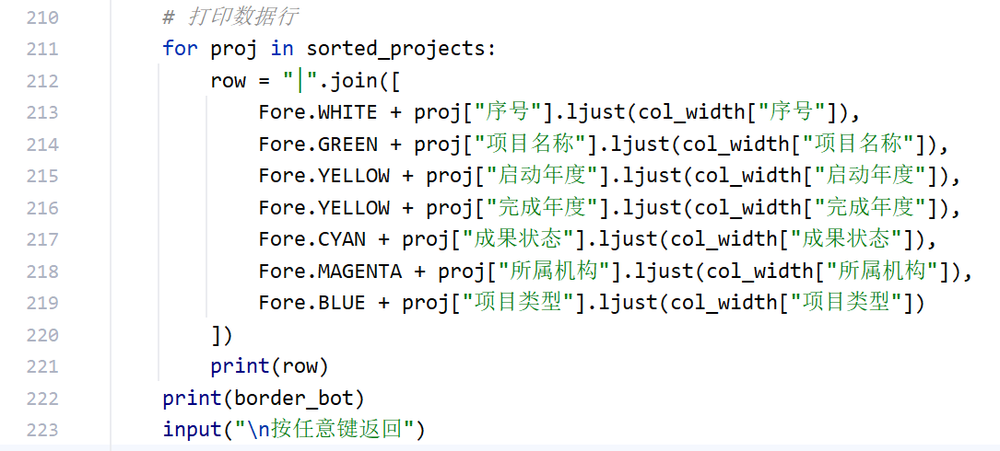 210 # 打印数据行
211 for proj in sorted_projects:
212 row = "│".join([
213 Fore.WHITE + proj["序号"].ljust(col_width["序号"]),
214 Fore.GREEN + proj["项目名称"].ljust(col_width["项目名称"]),
215 Fore.YELLOW + proj["启动年度"].ljust(col_width["启动年度"]),
216 Fore.YELLOW + proj["完成年度"].ljust(col_width["完成年度"]),
217 Fore.CYAN + proj["成果状态"].ljust(col_width["成果状态"]),
218 Fore.MAGENTA + proj["所属机构"].ljust(col_width["所属机构"]),
219 Fore.BLUE + proj["项目类型"].ljust(col_width["项目类型"])
220 ])
221 print(row)
222 print(border_bot)
223 input("\n按任意键返回")